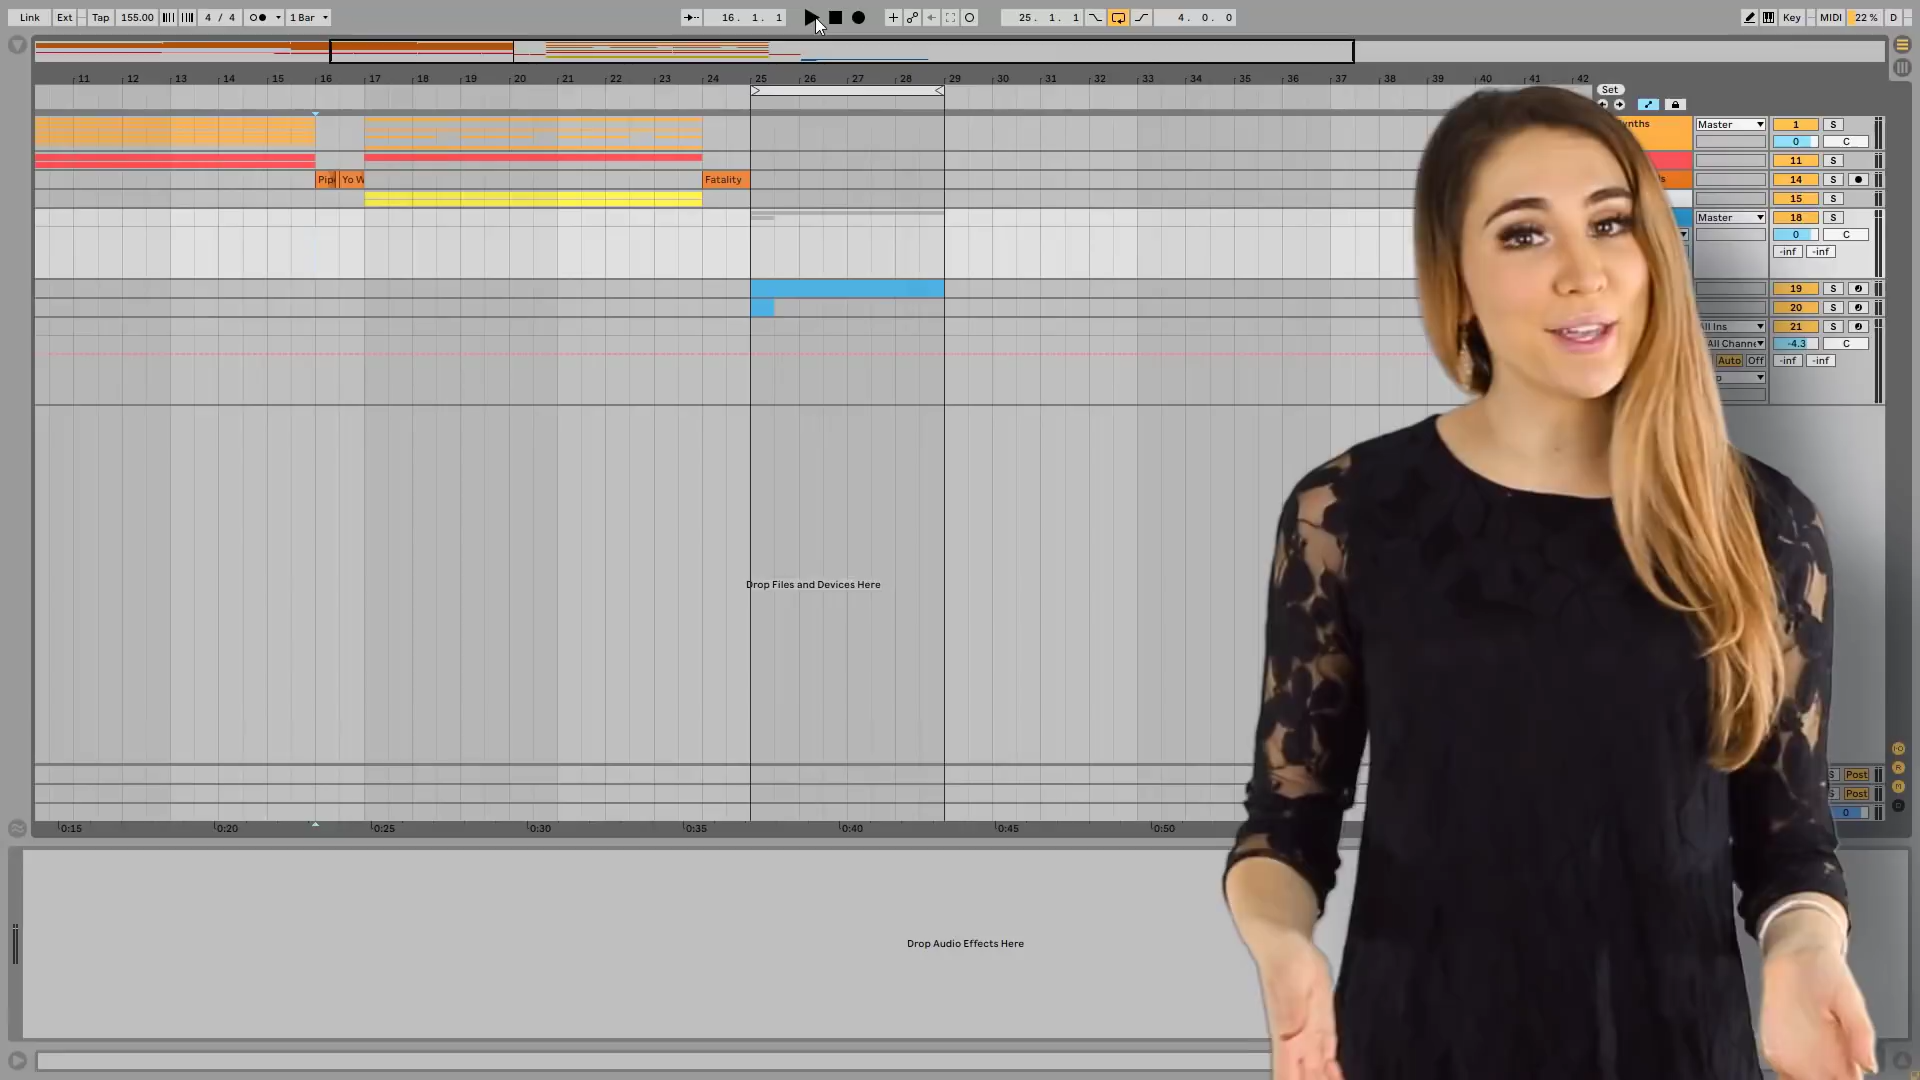 Link Ext Tap 155.00 4 / 4 1 Bar 16. 1. 1 25. 1. 1 4. 0. 0 Key MIDI 22 % D
11 12 13 14 15 16 17 18 19 20 21 22 23 24 25 26 27 28 29 30 31 32 33 34 35 36 37 38 39 40 41 42
Set
Master 1 S
0 C
11 S
Yo W Fatality 14 S
15 S
Master 18 S
0 C
-inf -inf
19 S
20 S
All Ins 21 S
All Channe -4.3 C
Auto Off -inf -inf
Drop Files and Devices Here
S Post
S Post
0
0:15 0:20 0:25 0:30 0:35 0:40 0:45 0:50
Drop Audio Effects Here